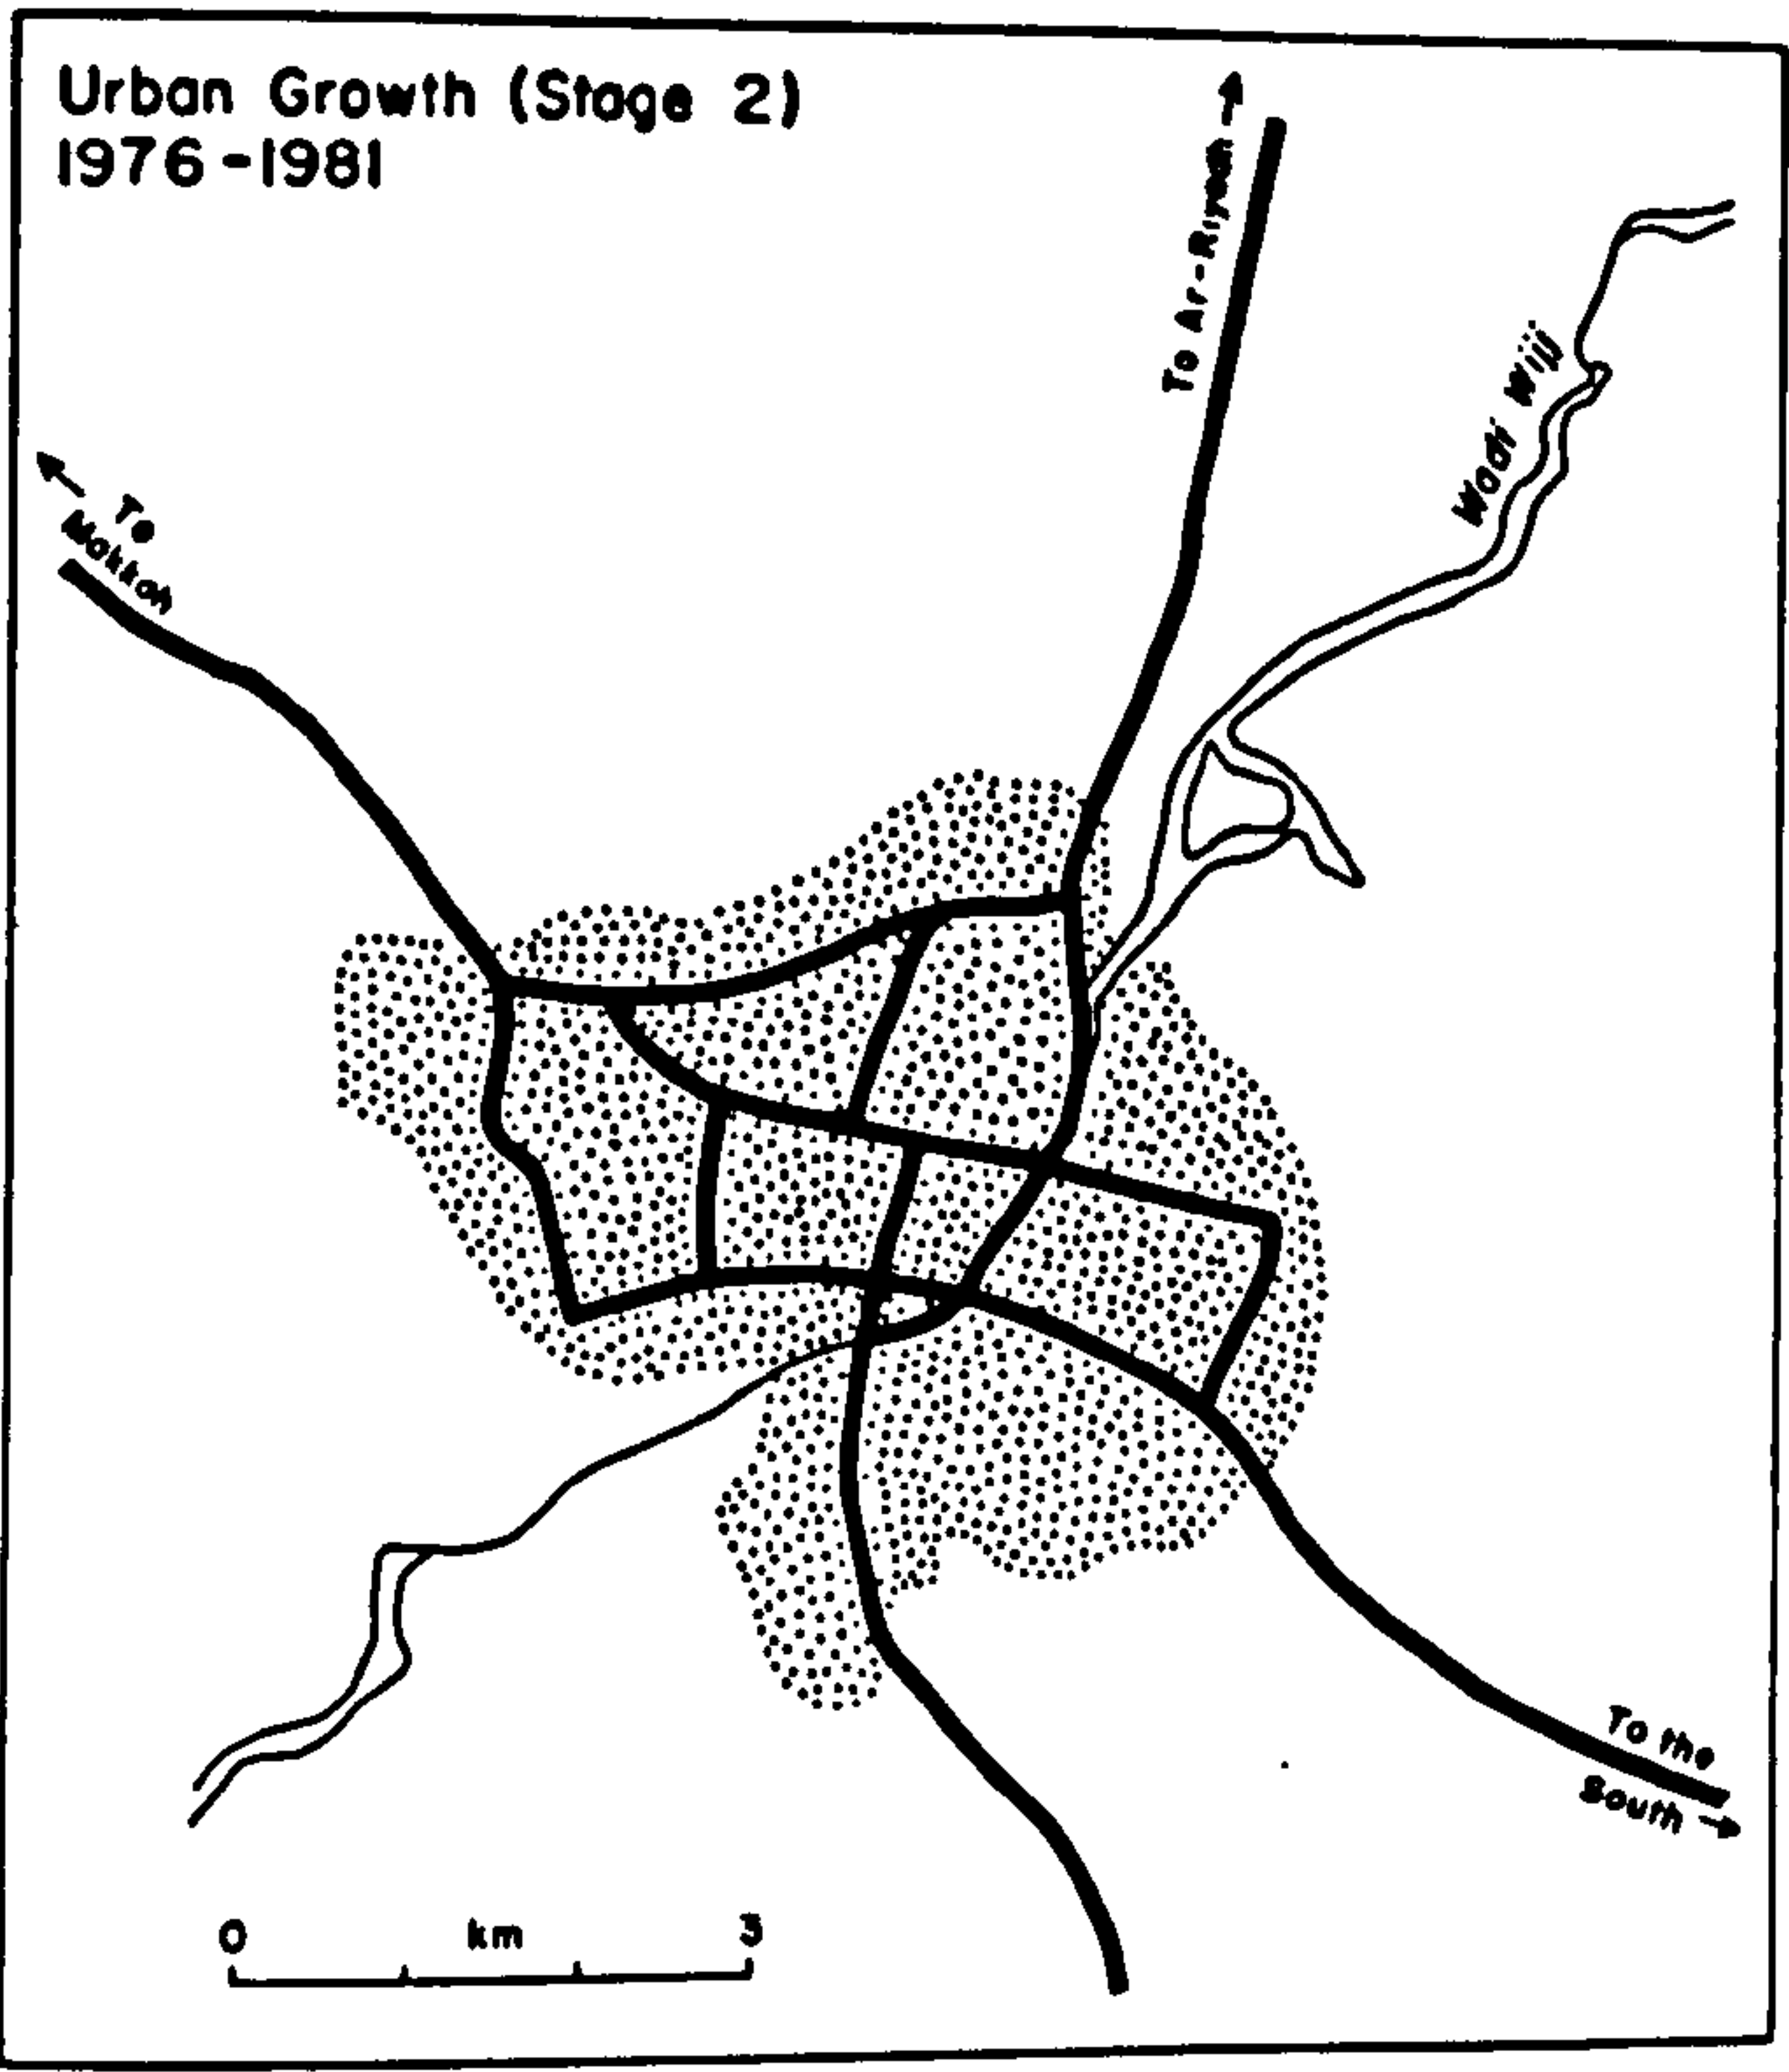 Urban Growth (Stage 2)
1976-1981
To Ar-Riyadh
Wadi Wijj
To
Makkah
To the
South
0 km 3